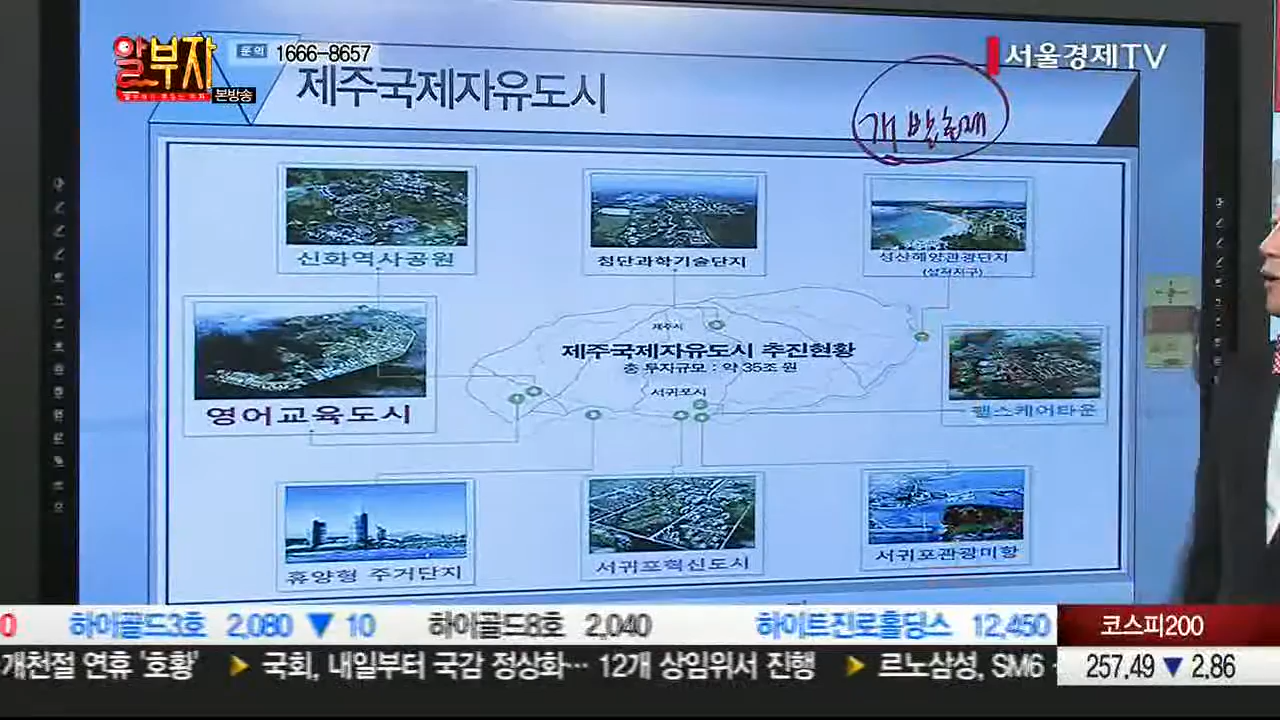 알부자
본방송
문의 1666-8657
서울경제TV
제주국제자유도시
개발호재
신화역사공원
첨단과학기술단지
성산해양관광단지
(섭지지구)
제주시
제주국제자유도시 추진현황
총 투자규모 : 약 35조 원
서귀포시
영어교육도시
헬스케어타운
휴양형 주거단지
서귀포혁신도시
서귀포관광미항
0 하이골드3호 2,080 ▼ 10 하이골드8호 2,040 하이트진로홀딩스 12,450
코스피200
개천절 연휴 '호황' ▶ 국회, 내일부터 국감 정상화… 12개 상임위서 진행 ▶ 르노삼성, SM6
257.49 ▼ 2.86